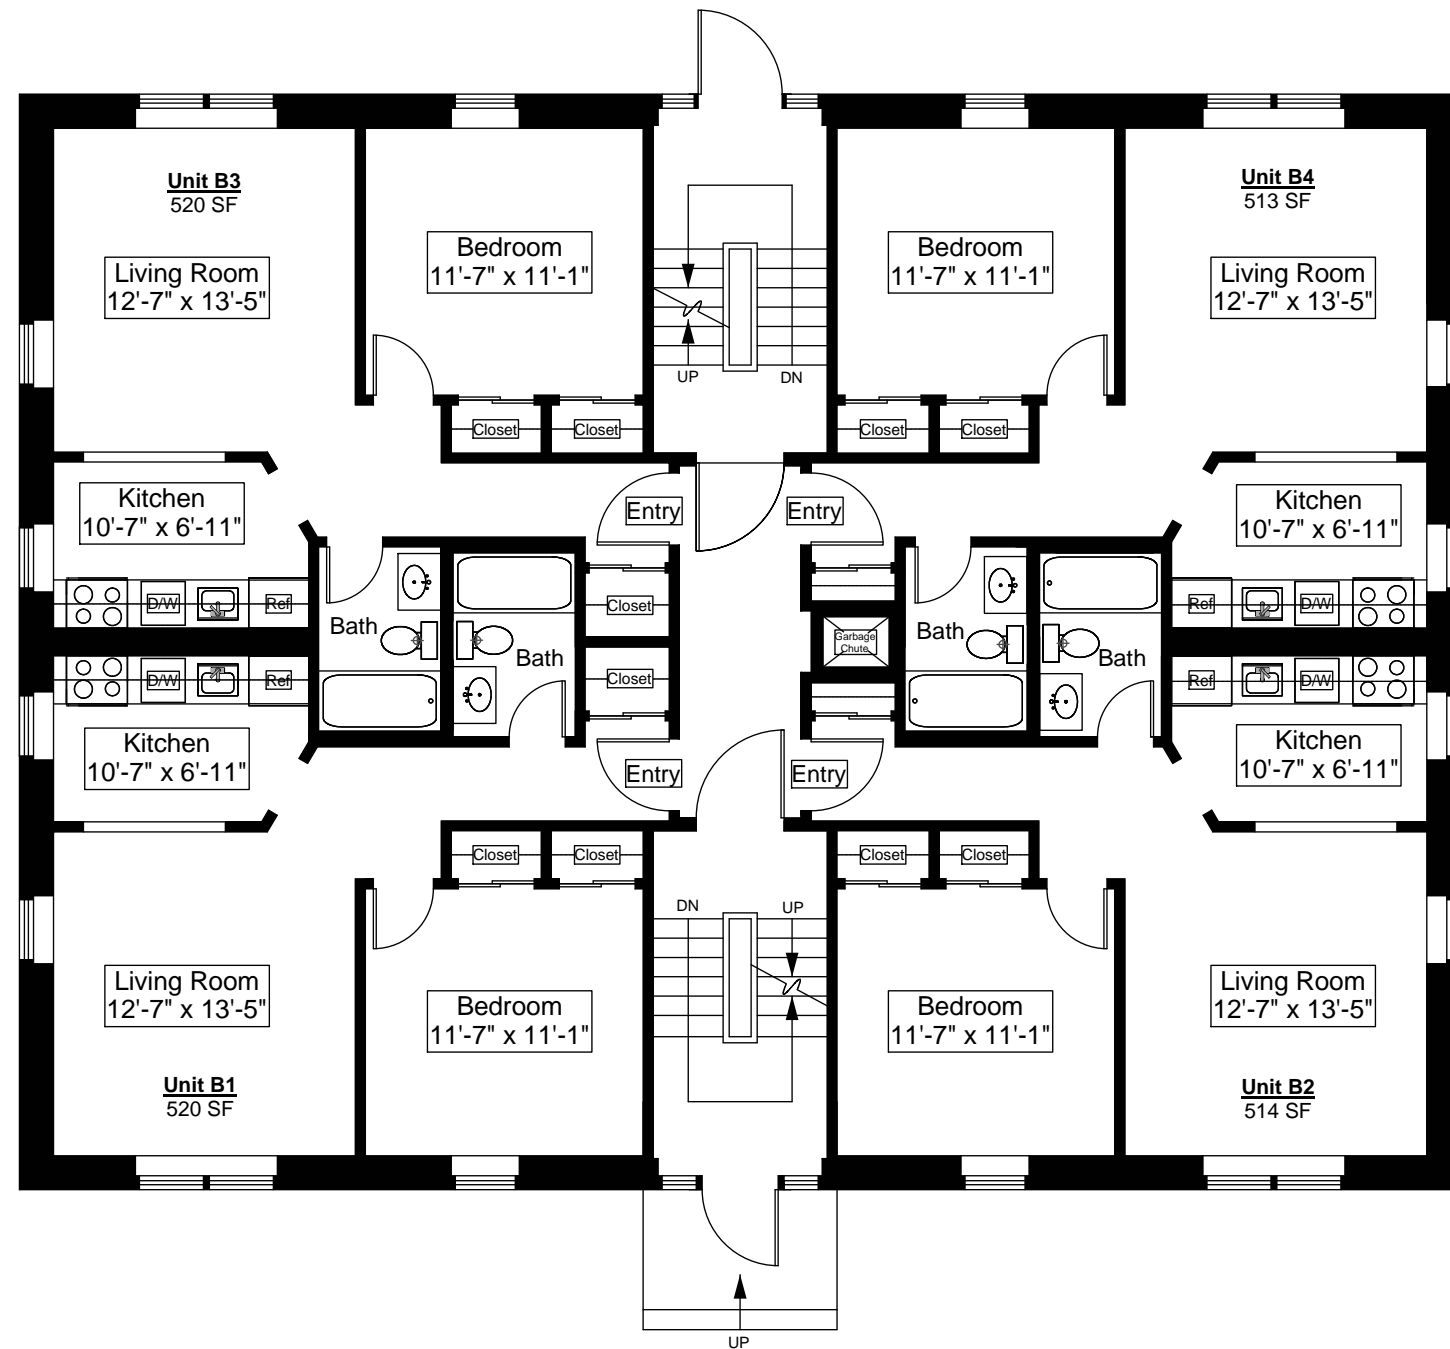 Unit B3
520 SF
Unit B4
513 SF
Living Room
12'-7" x 13'-5"
Bedroom
11'-7" x 11'-1"
Bedroom
11'-7" x 11'-1"
Living Room
12'-7" x 13'-5"
UP
DN
Closet
Closet
Closet
Closet
Kitchen
10'-7" x 6'-11"
Entry
Entry
Kitchen
10'-7" x 6'-11"
D/W
Ref
Closet
Ref
D/W
Bath
Bath
Garbage
Chute
Bath
Bath
D/W
Ref
Closet
Ref
D/W
Kitchen
10'-7" x 6'-11"
Entry
Entry
Kitchen
10'-7" x 6'-11"
Closet
Closet
Closet
Closet
DN
UP
Living Room
12'-7" x 13'-5"
Bedroom
11'-7" x 11'-1"
Bedroom
11'-7" x 11'-1"
Living Room
12'-7" x 13'-5"
Unit B1
520 SF
Unit B2
514 SF
UP